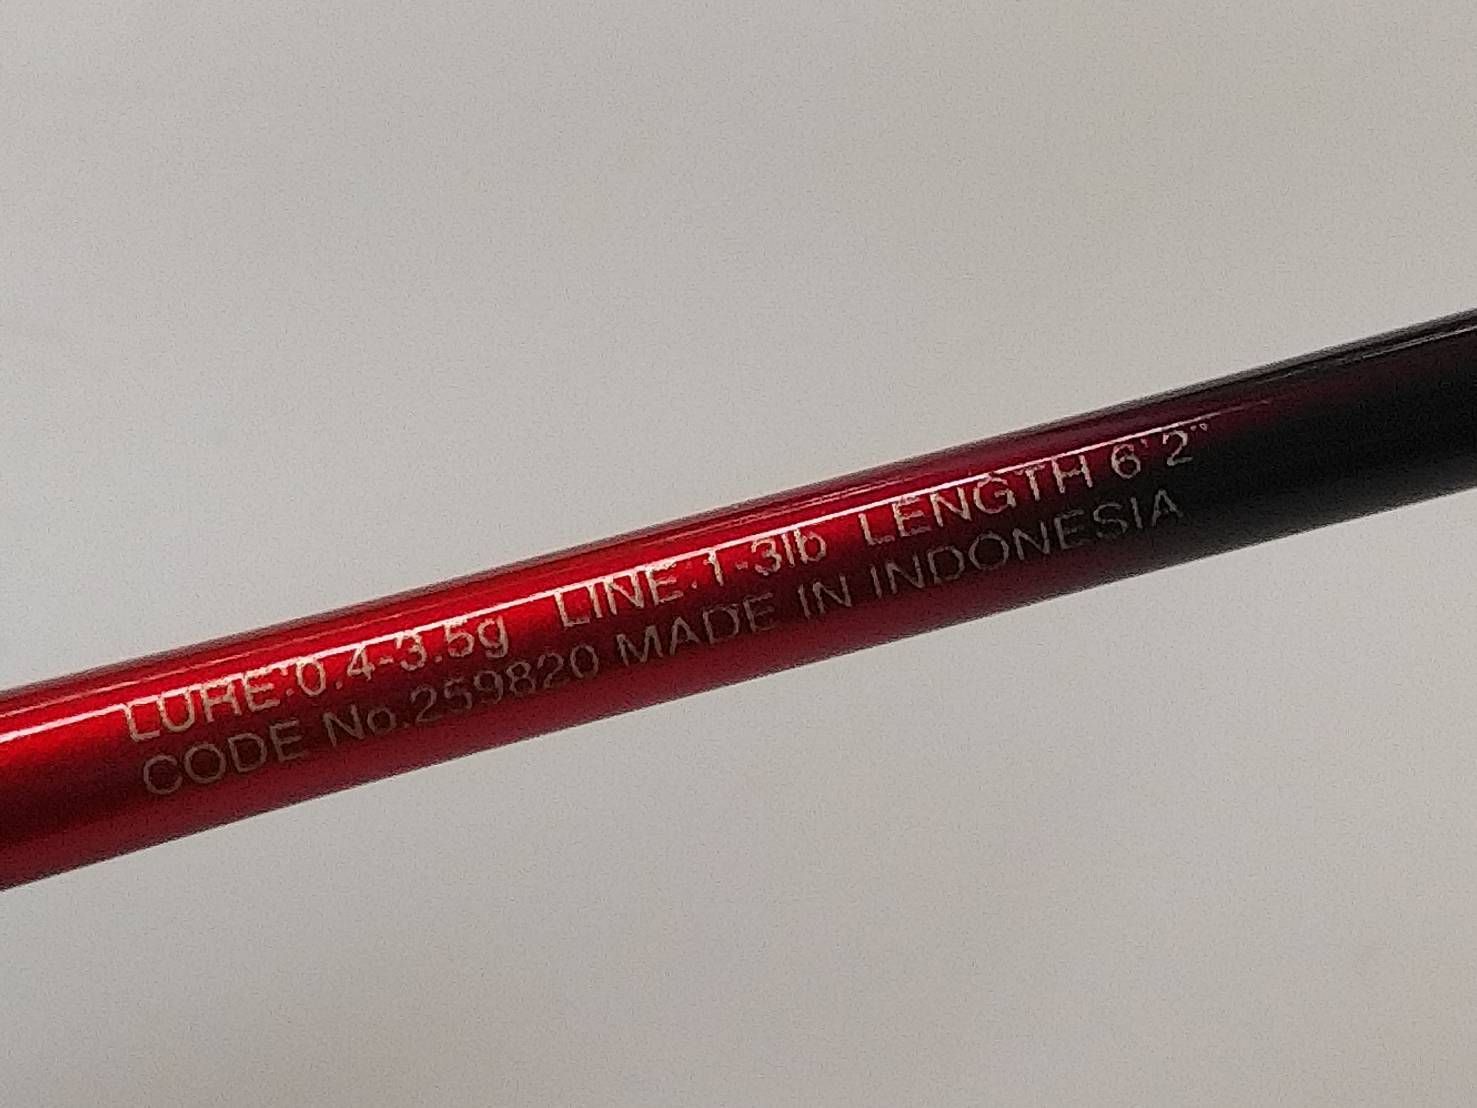 LURE:0.4-3.5g LINE:1-3lb LENGTH 6'2"
CODE No.259820 MADE IN INDONESIA